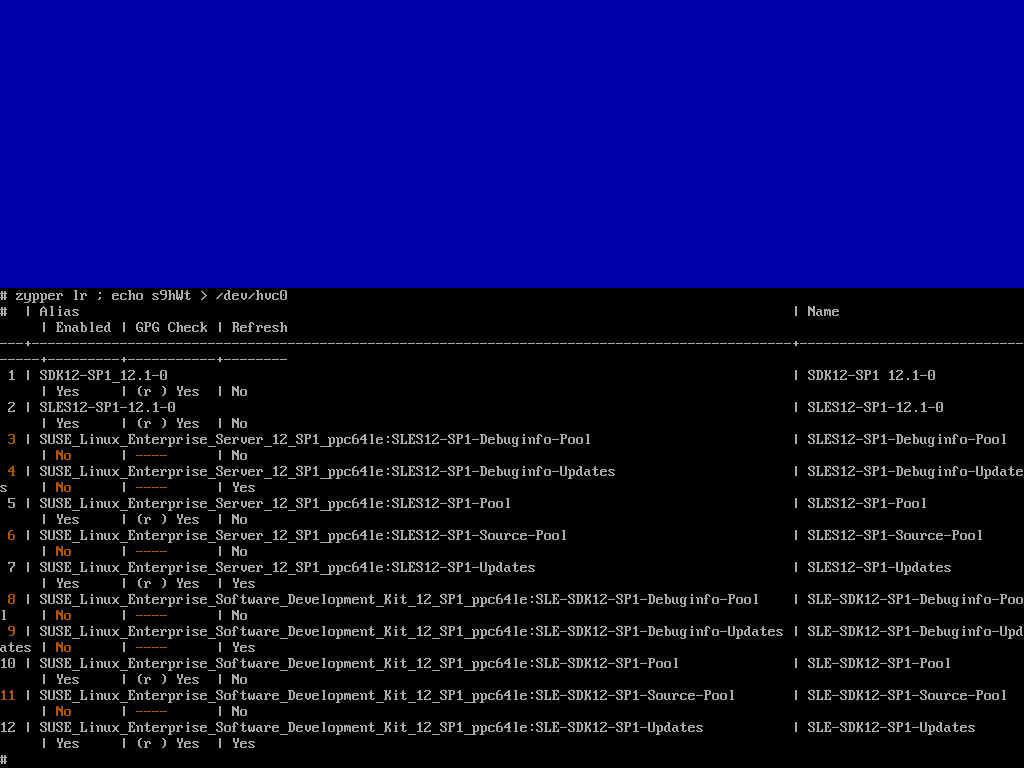 # zypper lr ; echo s9hWt > /dev/hvc0
#  | Alias                                                                                         | Name
     | Enabled | GPG Check | Refresh
---+-----------------------------------------------------------------------------------------------+----------------------------
-----+---------+-----------+--------
 1 | SDK12-SP1_12.1-0                                                                              | SDK12-SP1 12.1-0
     | Yes     | (r ) Yes  | No
 2 | SLES12-SP1-12.1-0                                                                             | SLES12-SP1-12.1-0
     | Yes     | (r ) Yes  | No
 3 | SUSE_Linux_Enterprise_Server_12_SP1_ppc64le:SLES12-SP1-Debuginfo-Pool                         | SLES12-SP1-Debuginfo-Pool
     | No      | ----      | No
 4 | SUSE_Linux_Enterprise_Server_12_SP1_ppc64le:SLES12-SP1-Debuginfo-Updates                      | SLES12-SP1-Debuginfo-Update
s    | No      | ----      | Yes
 5 | SUSE_Linux_Enterprise_Server_12_SP1_ppc64le:SLES12-SP1-Pool                                   | SLES12-SP1-Pool
     | Yes     | (r ) Yes  | No
 6 | SUSE_Linux_Enterprise_Server_12_SP1_ppc64le:SLES12-SP1-Source-Pool                            | SLES12-SP1-Source-Pool
     | No      | ----      | No
 7 | SUSE_Linux_Enterprise_Server_12_SP1_ppc64le:SLES12-SP1-Updates                                | SLES12-SP1-Updates
     | Yes     | (r ) Yes  | Yes
 8 | SUSE_Linux_Enterprise_Software_Development_Kit_12_SP1_ppc64le:SLE-SDK12-SP1-Debuginfo-Pool    | SLE-SDK12-SP1-Debuginfo-Poo
l    | No      | ----      | No
 9 | SUSE_Linux_Enterprise_Software_Development_Kit_12_SP1_ppc64le:SLE-SDK12-SP1-Debuginfo-Updates | SLE-SDK12-SP1-Debuginfo-Upd
ates | No      | ----      | Yes
10 | SUSE_Linux_Enterprise_Software_Development_Kit_12_SP1_ppc64le:SLE-SDK12-SP1-Pool              | SLE-SDK12-SP1-Pool
     | Yes     | (r ) Yes  | No
11 | SUSE_Linux_Enterprise_Software_Development_Kit_12_SP1_ppc64le:SLE-SDK12-SP1-Source-Pool       | SLE-SDK12-SP1-Source-Pool
     | No      | ----      | No
12 | SUSE_Linux_Enterprise_Software_Development_Kit_12_SP1_ppc64le:SLE-SDK12-SP1-Updates           | SLE-SDK12-SP1-Updates
     | Yes     | (r ) Yes  | Yes
#